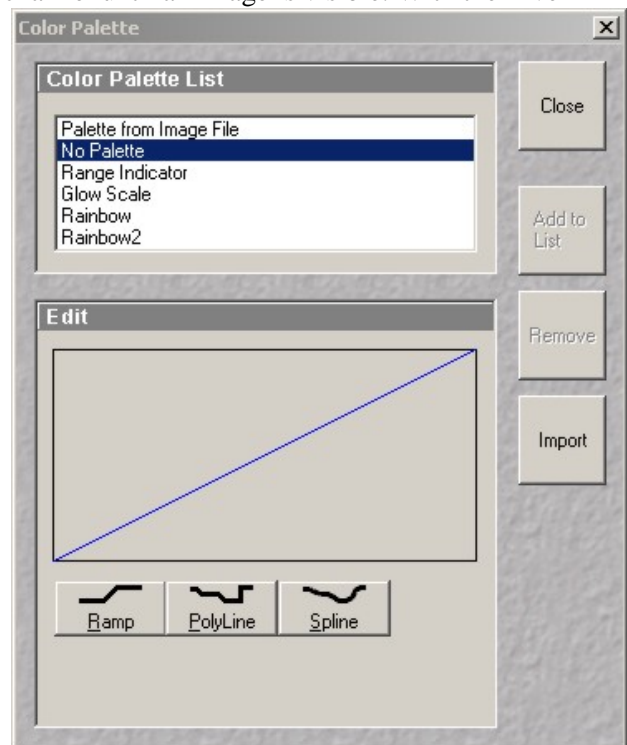 Color Palette
Color Palette List
Palette from Image File
No Palette
Range Indicator
Glow Scale
Rainbow
Rainbow2
Close
Add to
List
Remove
Import
Edit
Ramp
PolyLine
Spline